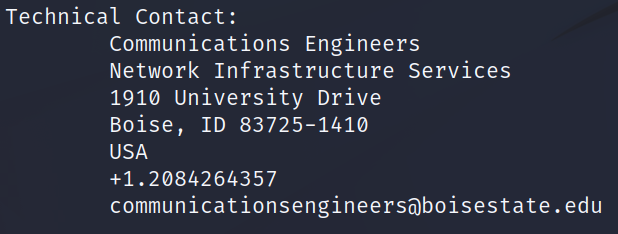 Technical Contact:
Communications Engineers
Network Infrastructure Services
1910 University Drive
Boise, ID 83725-1410
USA
+1.2084264357
communicationsengineers@boisestate.edu